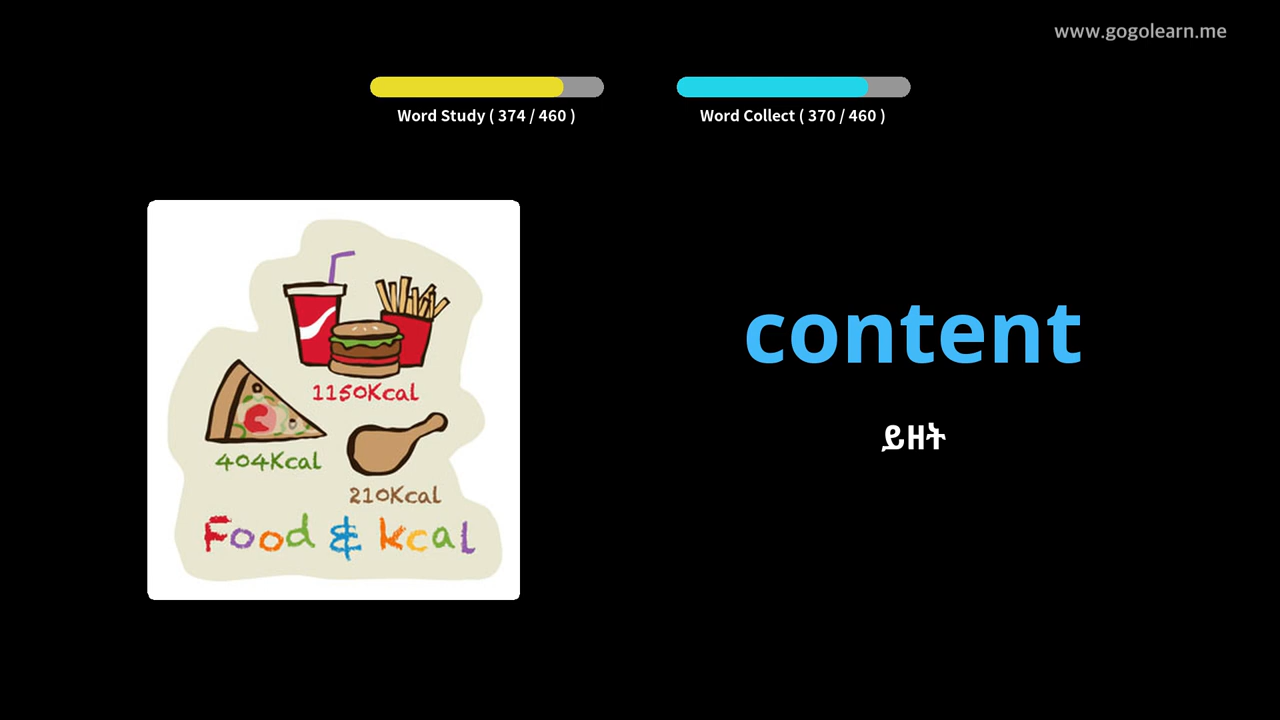 www.gogolearn.me
Word Study ( 374 / 460 )
Word Collect ( 370 / 460 )
1150Kcal
404Kcal
210Kcal
Food & kcal
content
ይዘት